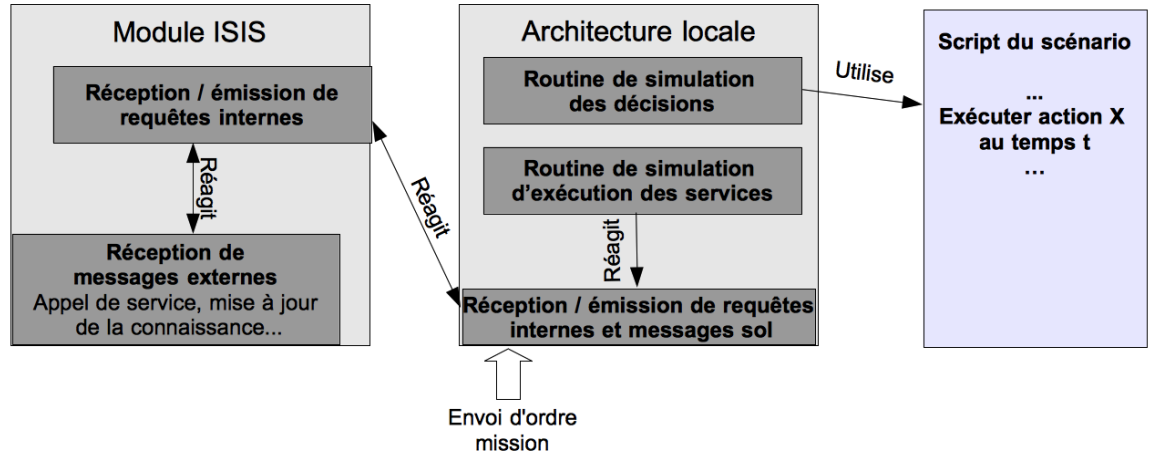 Module ISIS
Réception / émission de
requêtes internes
Réagit
Réception de
messages externes
Appel de service, mise à jour
de la connaissance...
Réagit
Architecture locale
Routine de simulation
des décisions
Routine de simulation
d'exécution des services
Réagit
Réception / émission de requêtes
internes et messages sol
Envoi d'ordre
mission
Utilise
Script du scénario
...
Exécuter action X
au temps t
...